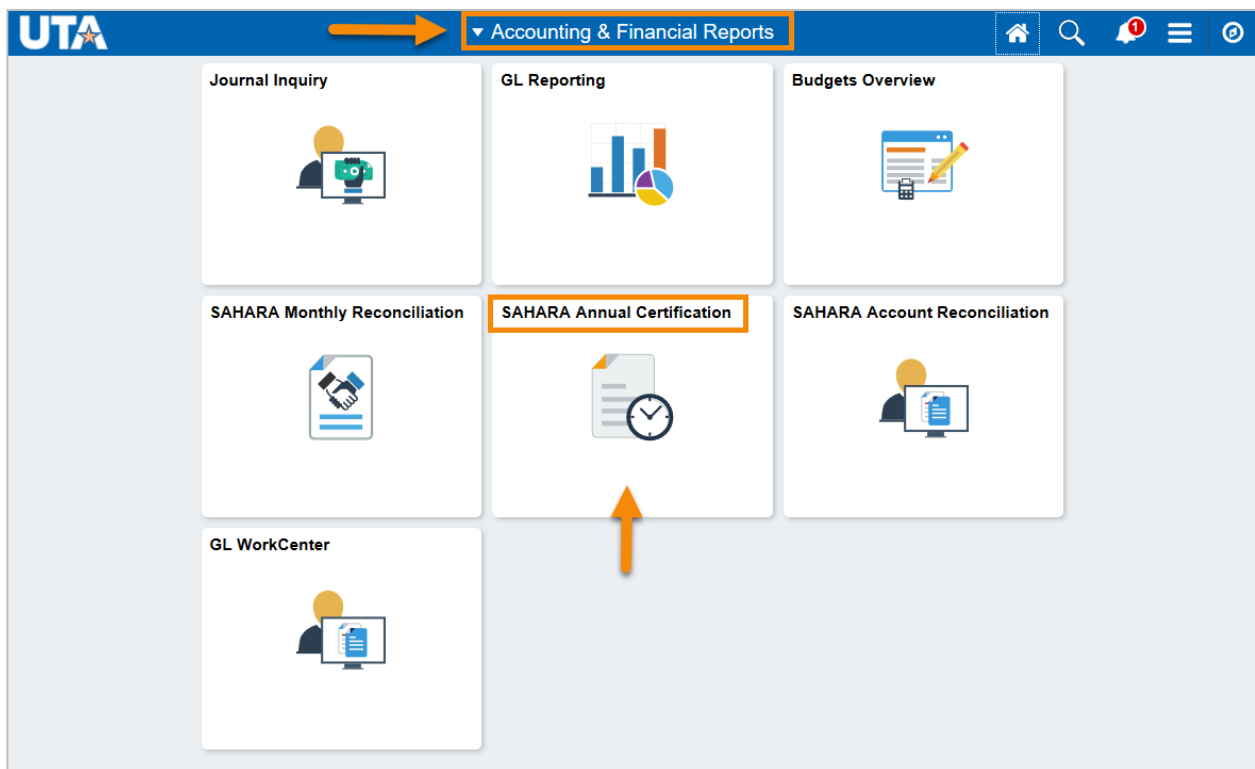 UTA
Accounting & Financial Reports
1
Journal Inquiry
GL Reporting
Budgets Overview
SAHARA Monthly Reconciliation
SAHARA Annual Certification
SAHARA Account Reconciliation
GL WorkCenter